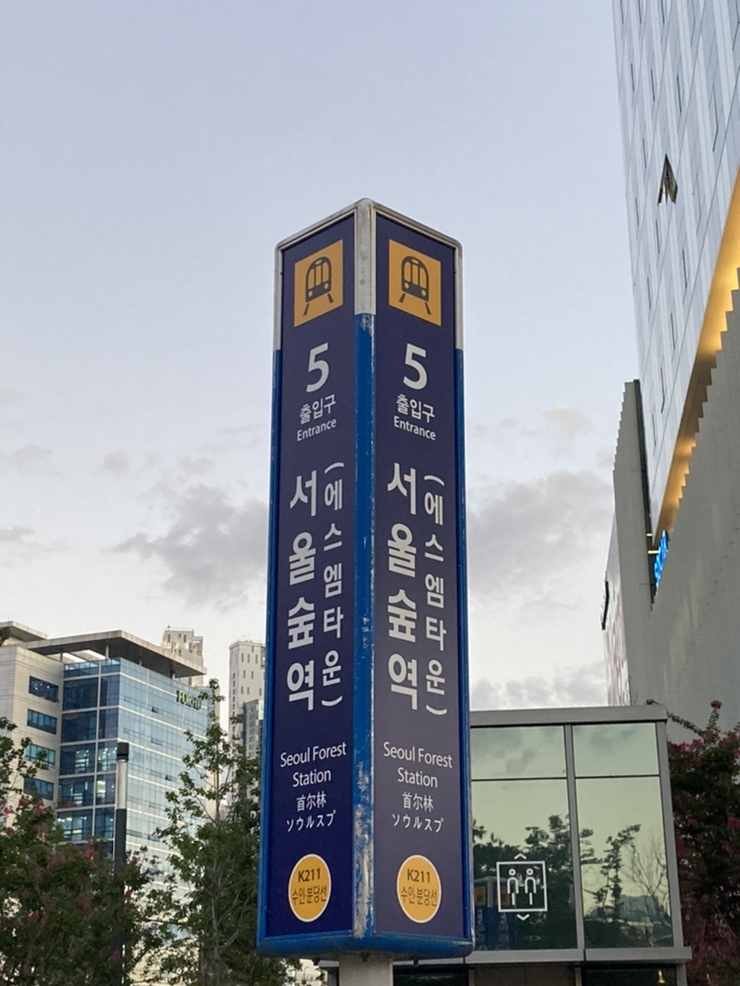 5
출입구
Entrance
서울숲역
(에스엠타운)
Seoul Forest
Station
首尔林
ソウルスプ
K211
수인분당선
5
출입구
Entrance
서울숲역
(에스엠타운)
Seoul Forest
Station
首尔林
ソウルスプ
K211
수인분당선